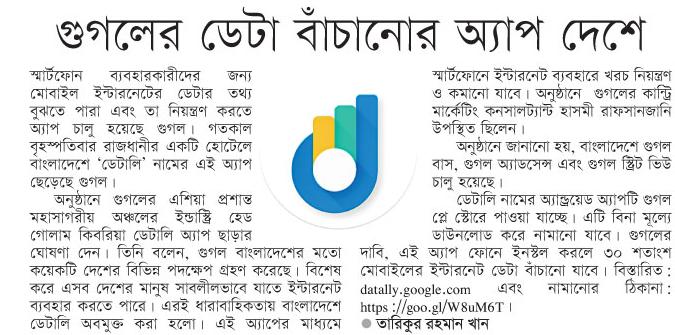 গুগলের ডেটা বাঁচানোর অ্যাপ দেশে
স্মার্টফোন ব্যবহারকারীদের জন্য
মোবাইল ইন্টারনেটের ডেটার তথ্য
বুঝতে পারা এবং তা নিয়ন্ত্রণ করতে
অ্যাপ চালু হয়েছে গুগল। গতকাল
বৃহস্পতিবার রাজধানীর একটি হোটেলে
বাংলাদেশে ‘ডেটালি’ নামের এই অ্যাপ
ছেড়েছে গুগল।
অনুষ্ঠানে গুগলের এশিয়া প্রশান্ত
মহাসাগরীয় অঞ্চলের ইন্ডাস্ট্রি হেড
গোলাম কিবরিয়া ডেটালি অ্যাপ ছাড়ার
ঘোষণা দেন। তিনি বলেন, গুগল বাংলাদেশের মতো
কয়েকটি দেশের বিভিন্ন পদক্ষেপ গ্রহণ করেছে। বিশেষ
করে এসব দেশের মানুষ সাবলীলভাবে যাতে ইন্টারনেট
ব্যবহার করতে পারে। এরই ধারাবাহিকতায় বাংলাদেশে
ডেটালি অবমুক্ত করা হলো। এই অ্যাপের মাধ্যমে
স্মার্টফোনে ইন্টারনেট ব্যবহারে খরচ নিয়ন্ত্রণ
ও কমানো যাবে। অনুষ্ঠানে গুগলের কান্ট্রি
মার্কেটিং কনসালট্যান্ট হাসমী রাফসানজানি
উপস্থিত ছিলেন।
অনুষ্ঠানে জানানো হয়, বাংলাদেশে গুগল
বাস, গুগল অ্যাডসেন্স এবং গুগল স্ট্রিট ভিউ
চালু হয়েছে।
ডেটালি নামের অ্যান্ড্রয়েড অ্যাপটি গুগল
প্লে স্টোরে পাওয়া যাচ্ছে। এটি বিনা মূল্যে
ডাউনলোড করে নামানো যাবে। গুগলের
দাবি, এই অ্যাপ ফোনে ইনস্টল করলে ৩০ শতাংশ
মোবাইলের ইন্টারনেট ডেটা বাঁচানো যাবে। বিস্তারিত:
datally.google.com এবং নামানোর ঠিকানা:
https://goo.gl/W8uM6T।
● তারিকুর রহমান খান